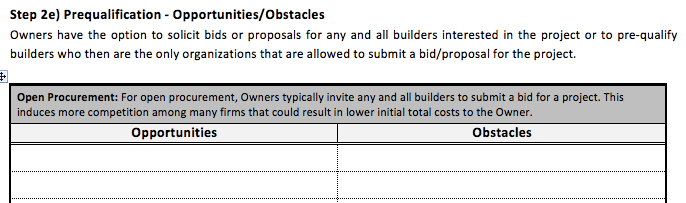 Step 2e) Prequalification - Opportunities/Obstacles
Owners have the option to solicit bids or proposals for any and all builders interested in the project or to pre-qualify
builders who then are the only organizations that are allowed to submit a bid/proposal for the project.
Open Procurement: For open procurement, Owners typically invite any and all builders to submit a bid for a project. This
induces more competition among many firms that could result in lower initial total costs to the Owner.
Opportunities Obstacles